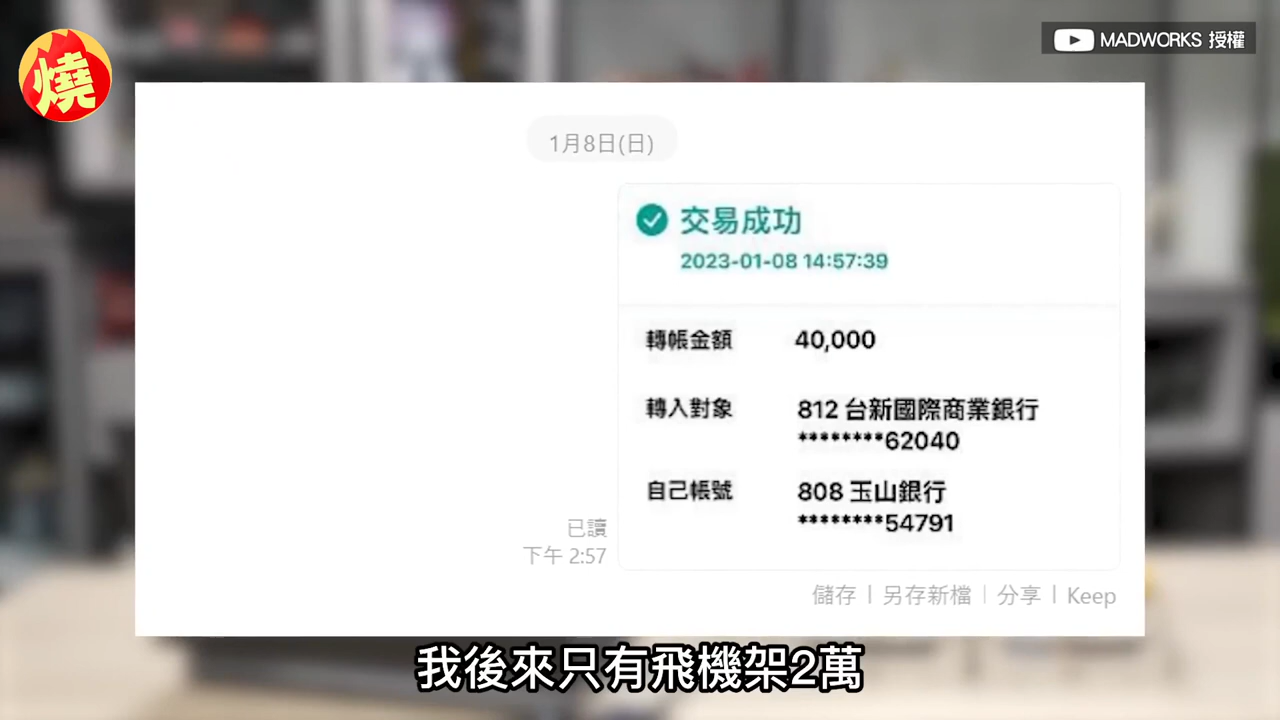 燒
MADWORKS 授權
1月8日(日)
交易成功
2023-01-08 14:57:39
轉帳金額 40,000
轉入對象 812 台新國際商業銀行
********62040
自己帳號 808 玉山銀行
********54791
已讀
下午 2:57
儲存 | 另存新檔 | 分享 | Keep
我後來只有飛機架2萬